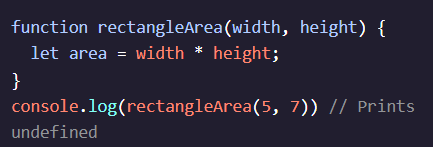 function rectangleArea(width, height) {
  let area = width * height;
}
console.log(rectangleArea(5, 7)) // Prints
undefined